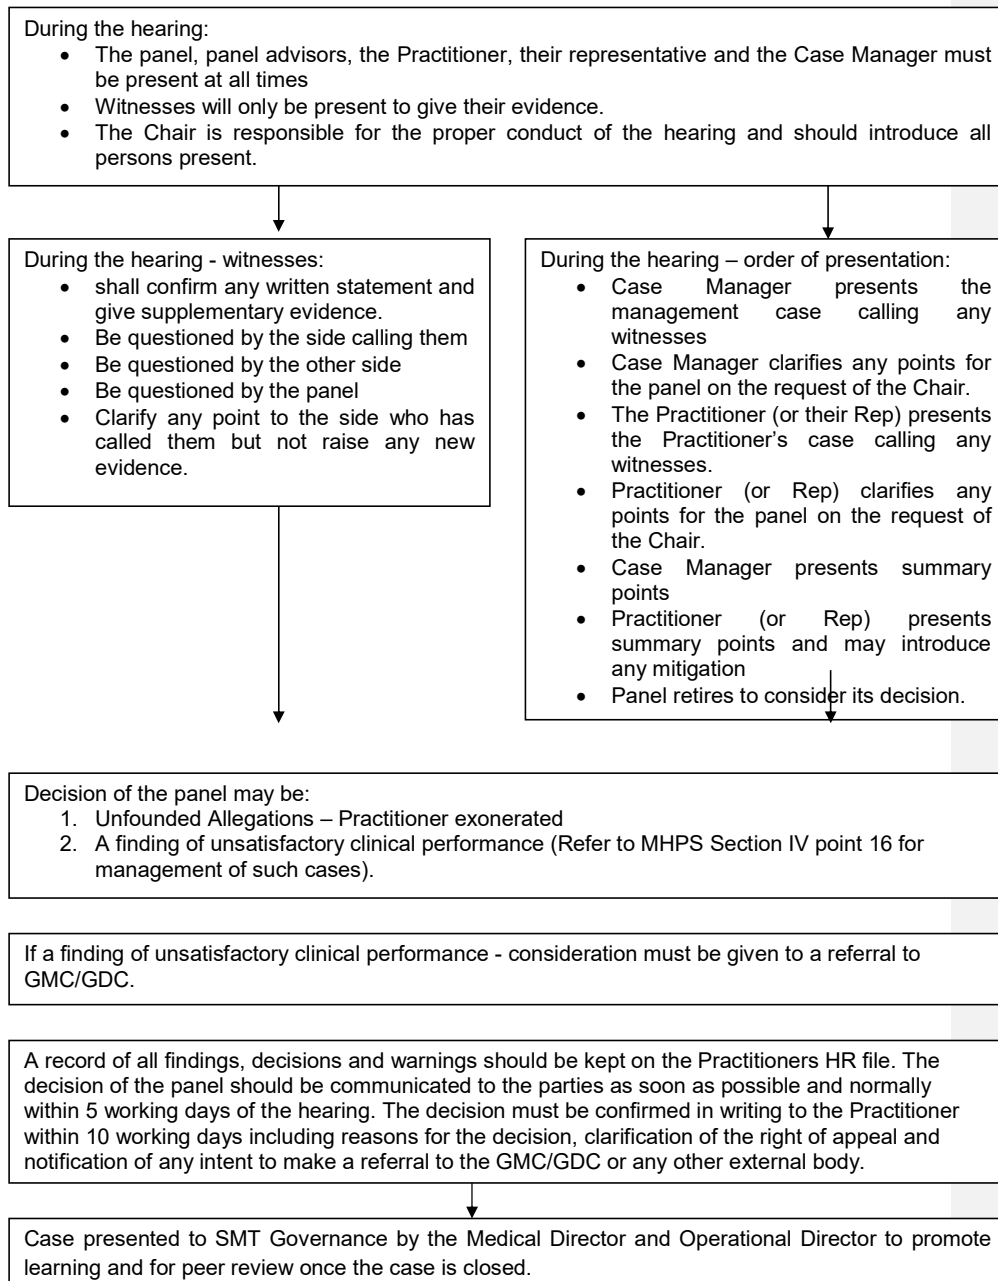 During the hearing:
• The panel, panel advisors, the Practitioner, their representative and the Case Manager must
be present at all times
• Witnesses will only be present to give their evidence.
• The Chair is responsible for the proper conduct of the hearing and should introduce all
persons present.
During the hearing - witnesses:
• shall confirm any written statement and
give supplementary evidence.
• Be questioned by the side calling them
• Be questioned by the other side
• Be questioned by the panel
• Clarify any point to the side who has
called them but not raise any new
evidence.
During the hearing – order of presentation:
• Case Manager presents the
management case calling any
witnesses
• Case Manager clarifies any points for
the panel on the request of the Chair.
• The Practitioner (or their Rep) presents
the Practitioner’s case calling any
witnesses.
• Practitioner (or Rep) clarifies any
points for the panel on the request of
the Chair.
• Case Manager presents summary
points
• Practitioner (or Rep) presents
summary points and may introduce
any mitigation
• Panel retires to consider its decision.
Decision of the panel may be:
1. Unfounded Allegations – Practitioner exonerated
2. A finding of unsatisfactory clinical performance (Refer to MHPS Section IV point 16 for
management of such cases).
If a finding of unsatisfactory clinical performance - consideration must be given to a referral to
GMC/GDC.
A record of all findings, decisions and warnings should be kept on the Practitioners HR file. The
decision of the panel should be communicated to the parties as soon as possible and normally
within 5 working days of the hearing. The decision must be confirmed in writing to the Practitioner
within 10 working days including reasons for the decision, clarification of the right of appeal and
notification of any intent to make a referral to the GMC/GDC or any other external body.
Case presented to SMT Governance by the Medical Director and Operational Director to promote
learning and for peer review once the case is closed.